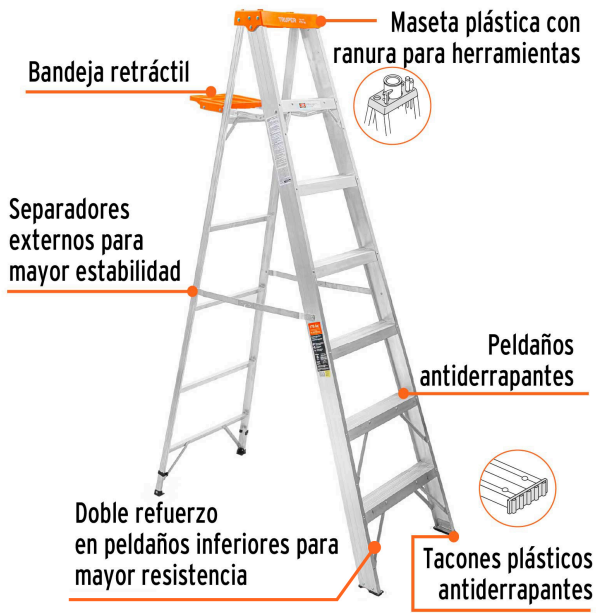 TRUPER
Maseta plástica con
ranura para herramientas
Bandeja retráctil
Separadores
externos para
mayor estabilidad
Peldaños
antiderrapantes
Doble refuerzo
en peldaños inferiores para
mayor resistencia
Tacones plásticos
antiderrapantes